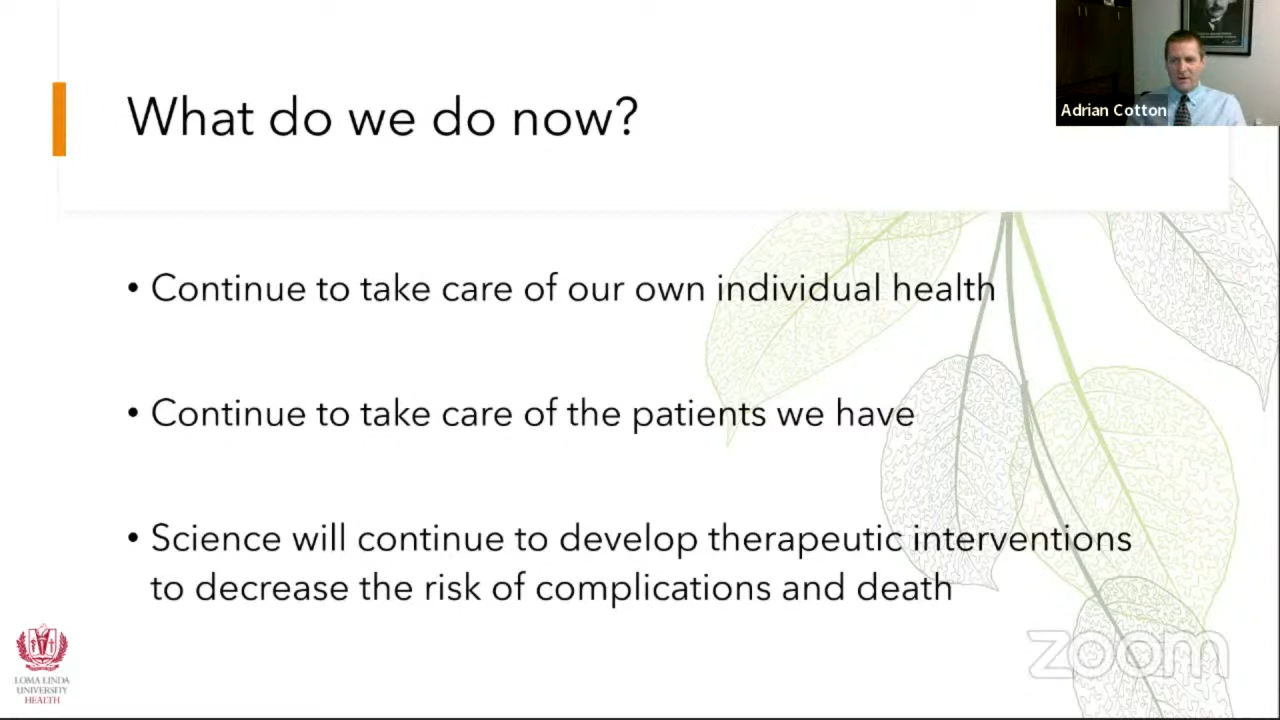 Adrian Cotton
What do we do now?
• Continue to take care of our own individual health
• Continue to take care of the patients we have
• Science will continue to develop therapeutic interventions
to decrease the risk of complications and death
LOMA LINDA
UNIVERSITY
HEALTH
zoom